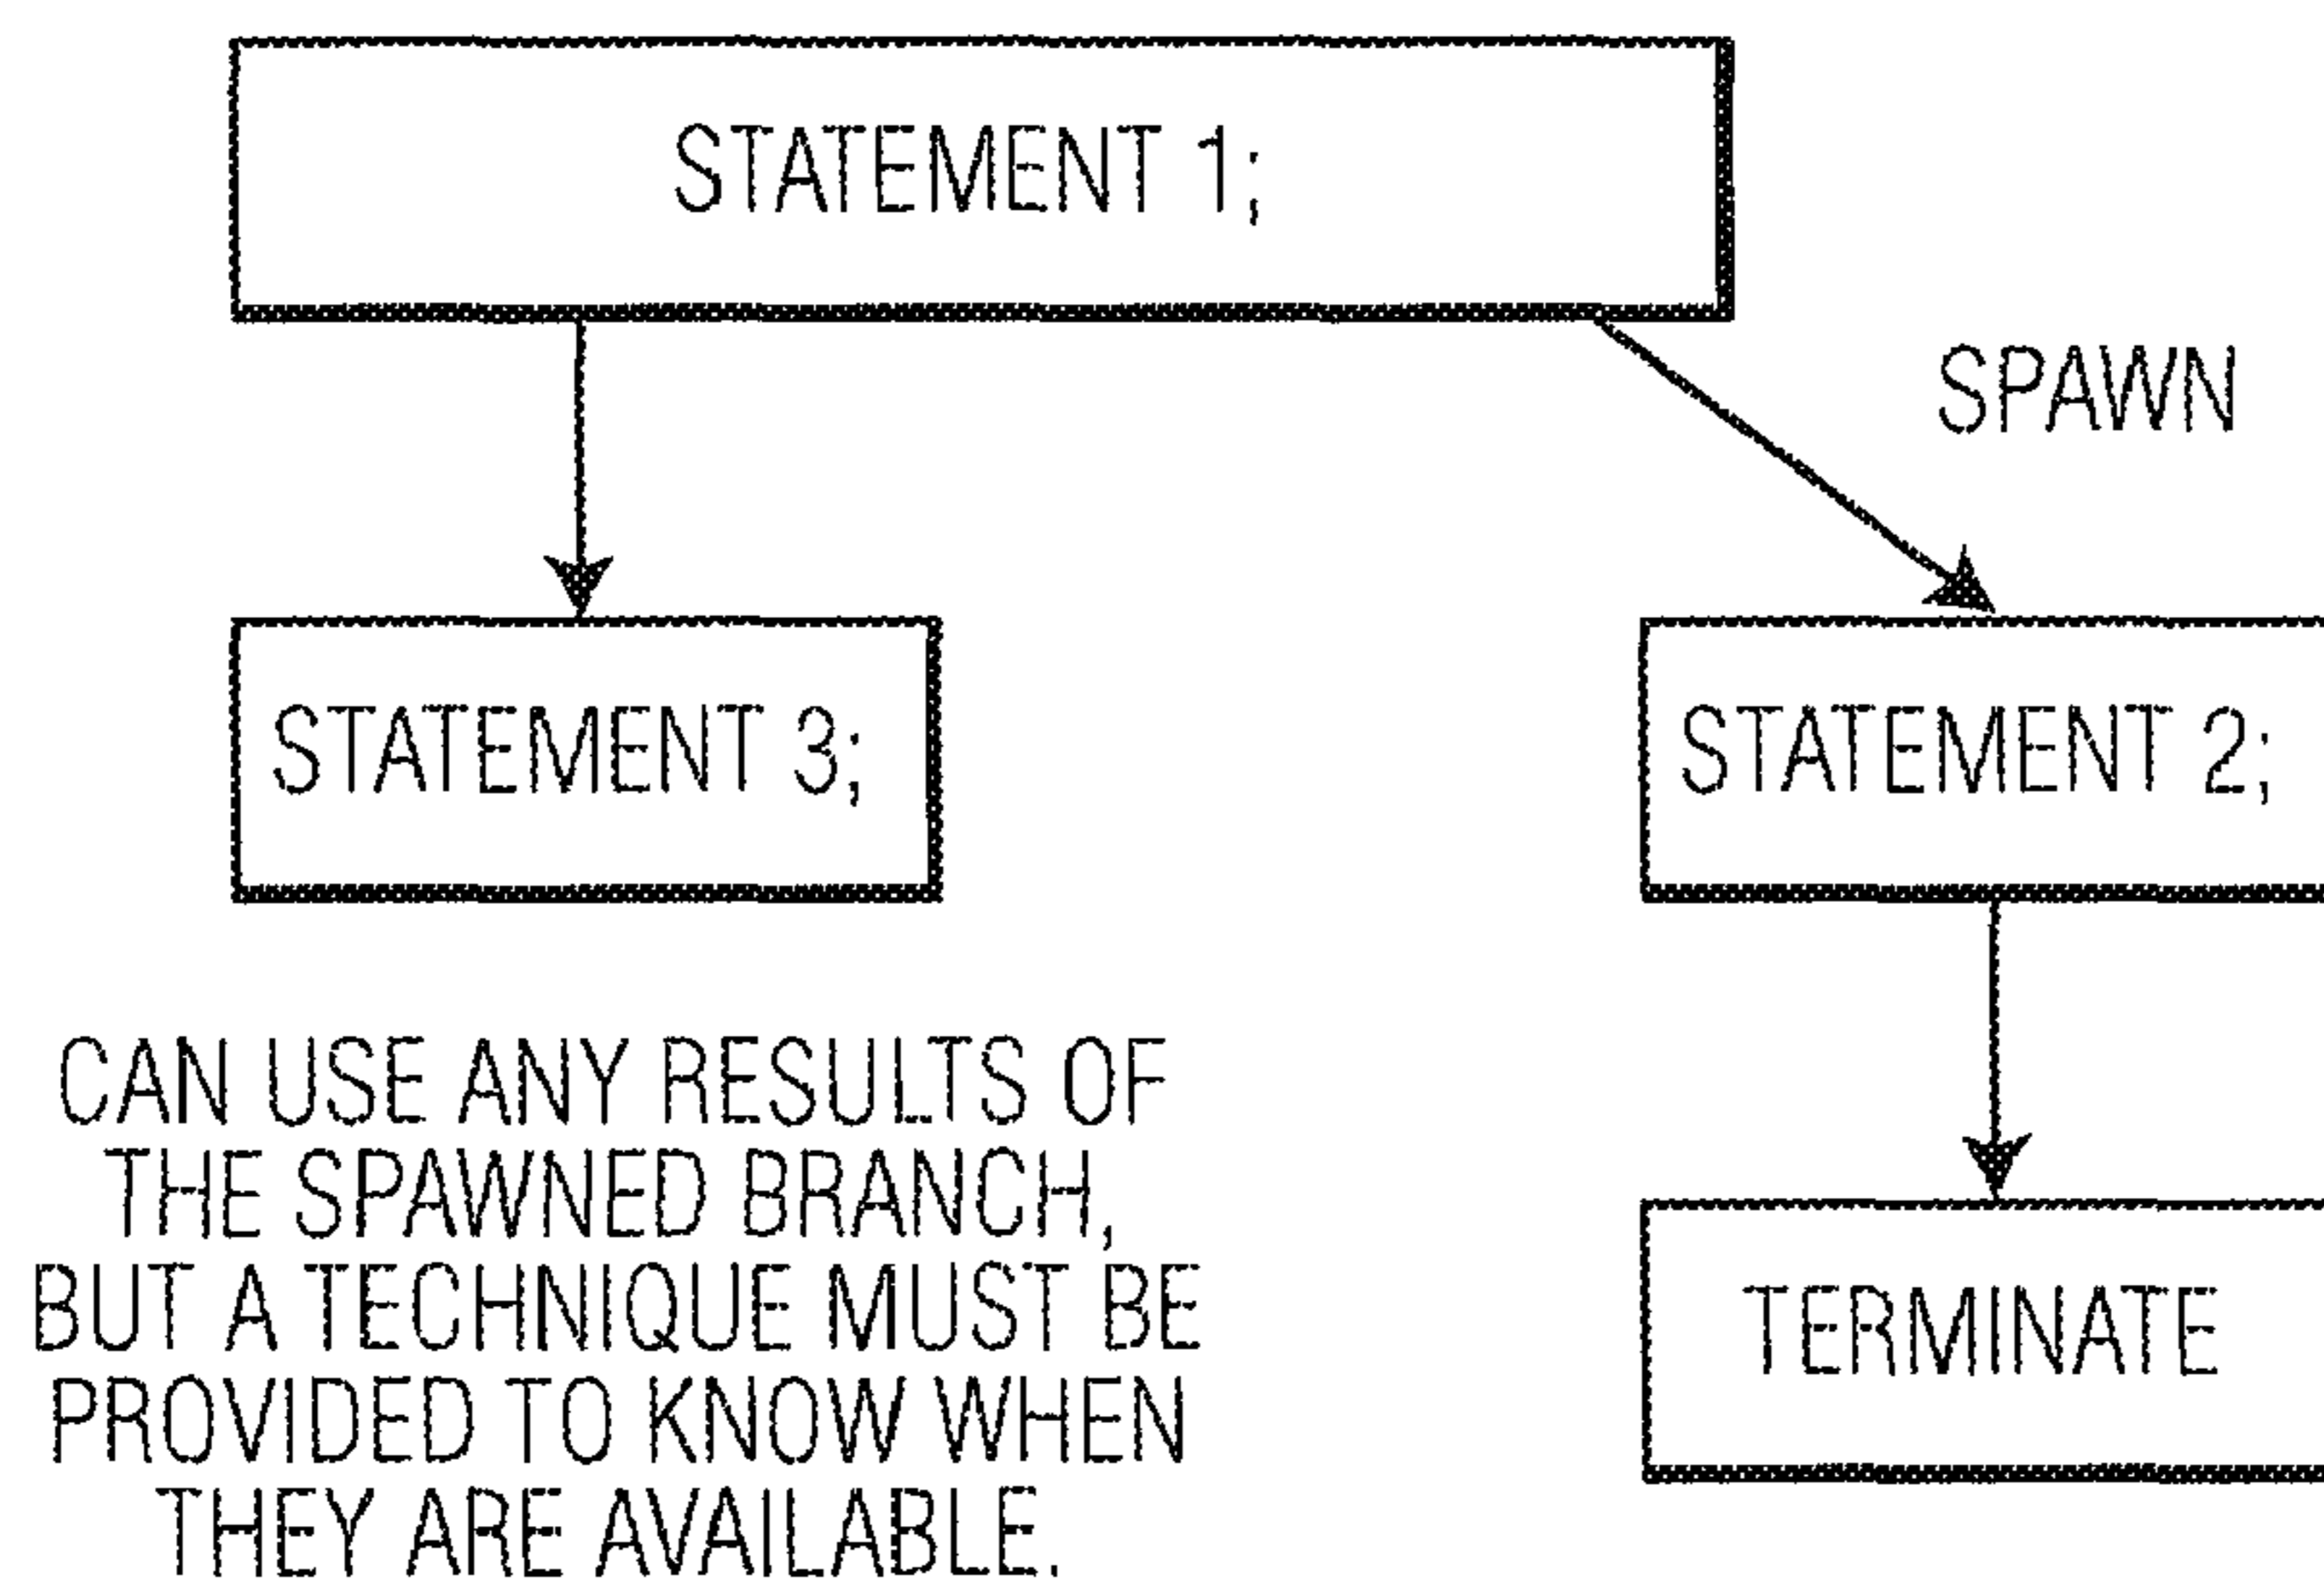 STATEMENT 1;
SPAWN
STATEMENT 3;
STATEMENT 2;
CAN USE ANY RESULTS OF
THE SPAWNED BRANCH,
BUT A TECHNIQUE MUST BE
PROVIDED TO KNOW WHEN
THEY ARE AVAILABLE.
TERMINATE